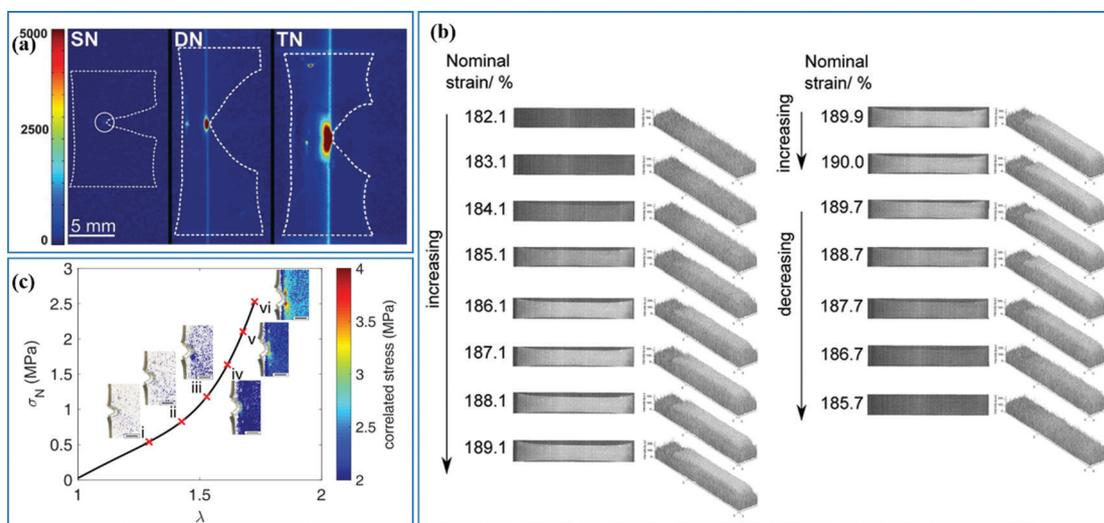 (a)
5000
2500
0
SN
DN
TN
5 mm
(b)
Nominal
strain/ %
increasing
182.1
183.1
184.1
185.1
186.1
187.1
188.1
189.1
Nominal
strain/ %
increasing
189.9
190.0
decreasing
189.7
188.7
187.7
186.7
185.7
(c)
3
2.5
2
1.5
1
0.5
0
σN (MPa)
1
1.5
2
λ
i
ii
iii
iv
v
vi
4
3.5
3
2.5
2
correlated stress (MPa)